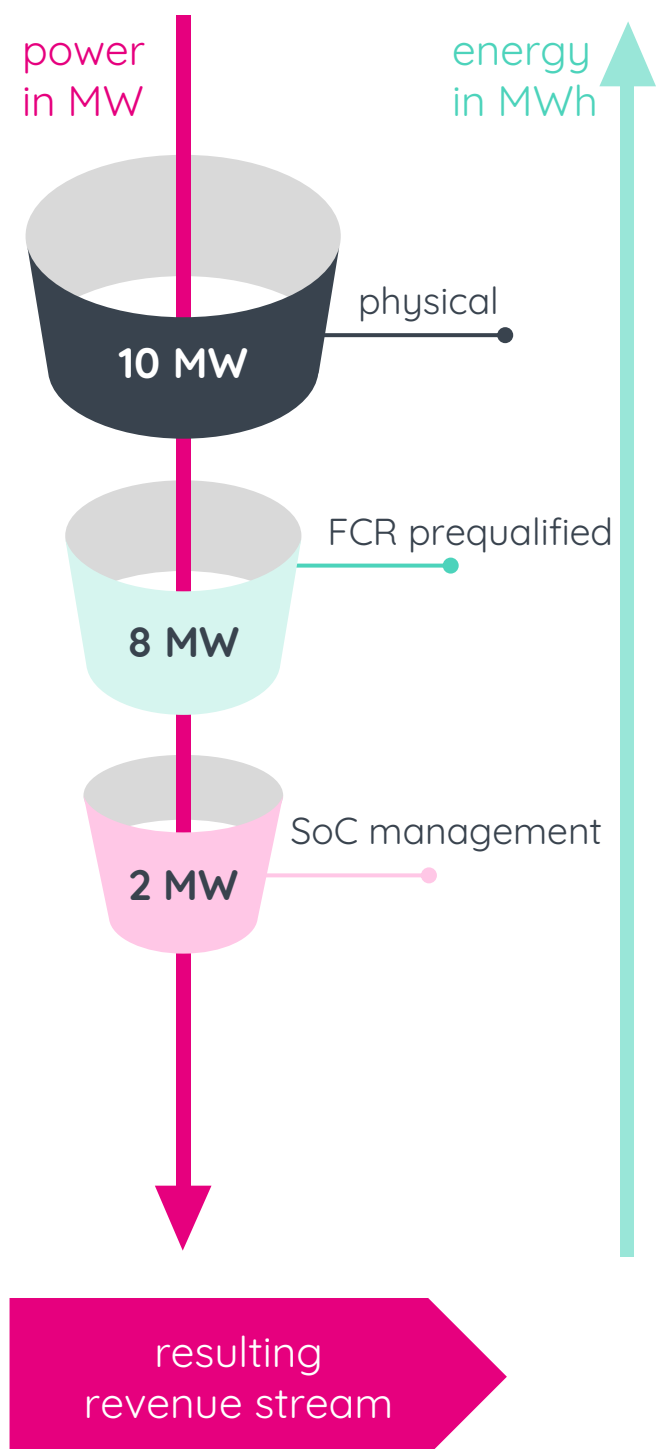 power
in MW
energy
in MWh
physical
10 MW
FCR prequalified
8 MW
SoC management
2 MW
resulting
revenue stream